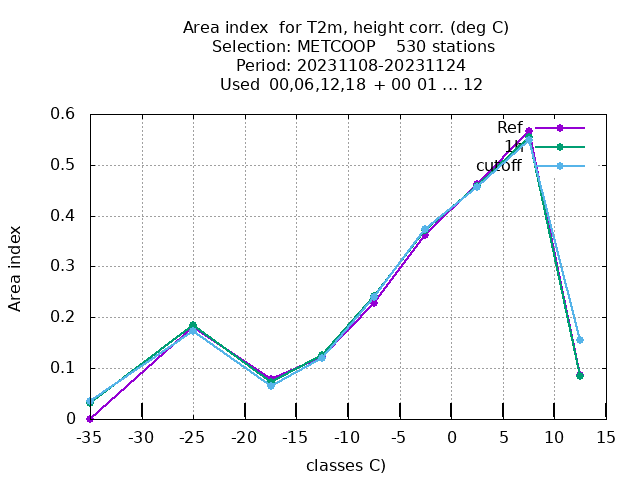 Area index  for T2m, height corr. (deg C)
Selection: METCOOP    530 stations
Period: 20231108-20231124
Used  00,06,12,18  + 00 01 ... 12
Ref
1h
cutoff
Area index
0.6
0.5
0.4
0.3
0.2
0.1
0
-35 -30 -25 -20 -15 -10 -5 0 5 10 15
classes C)